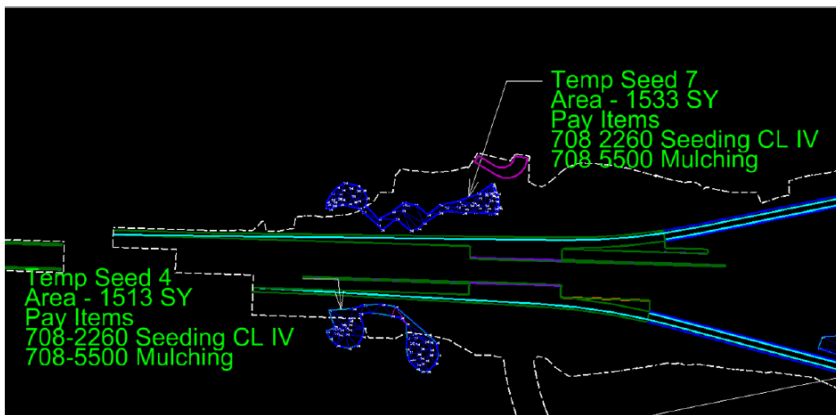 Temp Seed 7
Area - 1533 SY
Pay Items
708 2260 Seeding CL IV
708-5500 Mulching
Temp Seed 4
Area - 1513 SY
Pay Items
708-2260 Seeding CL IV
708-5500 Mulching